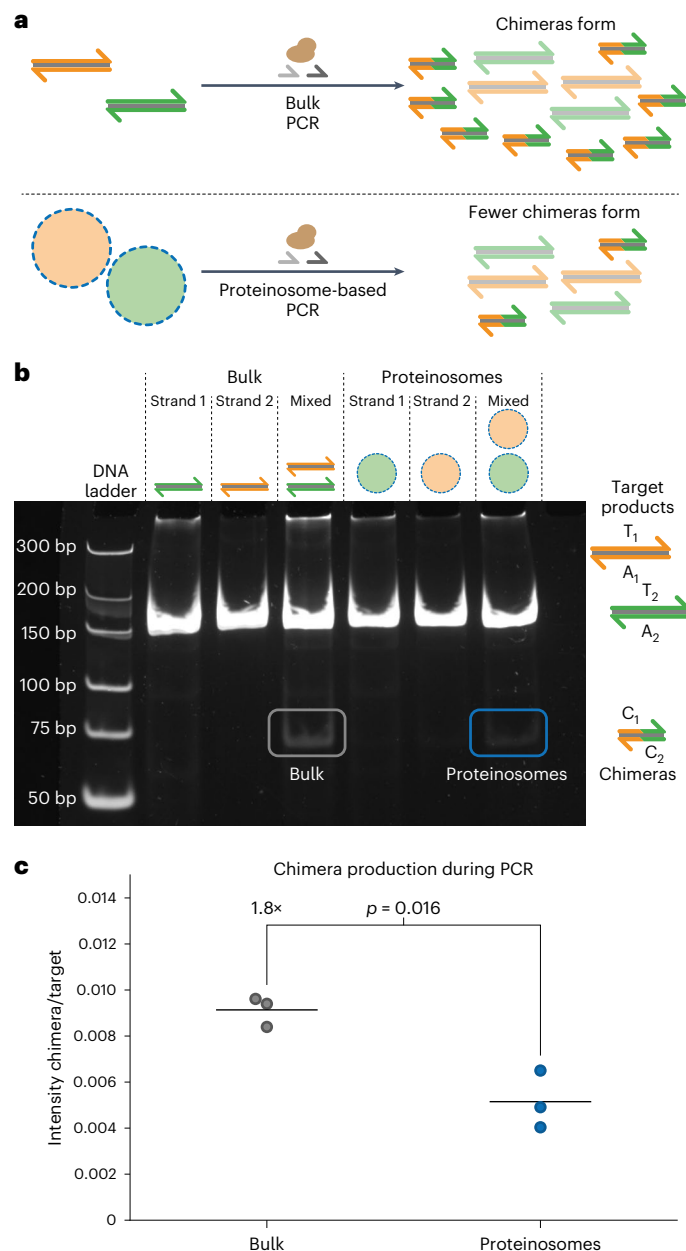 a
Chimeras form
Bulk
PCR
Fewer chimeras form
Proteinosome-based
PCR
b
Bulk
Proteinosomes
Strand 1
Strand 2
Mixed
Strand 1
Strand 2
Mixed
DNA
ladder
Target
products
300 bp
200 bp
150 bp
100 bp
75 bp
50 bp
T1
A1
T2
A2
C1
C2
Chimeras
Bulk
Proteinosomes
c
Chimera production during PCR
1.8×
p = 0.016
Intensity chimera/target
0.014
0.012
0.010
0.008
0.006
0.004
0.002
0
Bulk
Proteinosomes